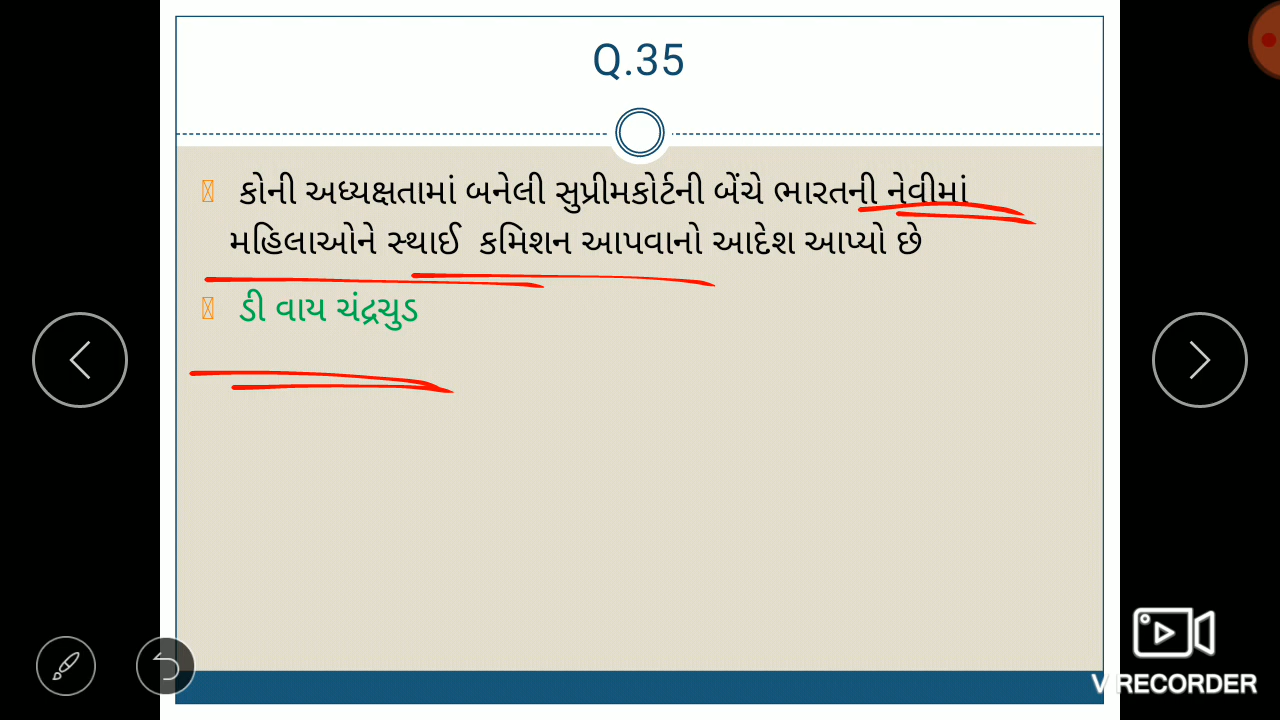 Q.35
કોની અધ્યક્ષતામાં બનેલી સુપ્રીમકોર્ટની બેંચે ભારતની નેવીમાં
મહિલાઓને સ્થાઈ કમિશન આપવાનો આદેશ આપ્યો છે
ડી વાય ચંદ્રચુડ
V RECORDER